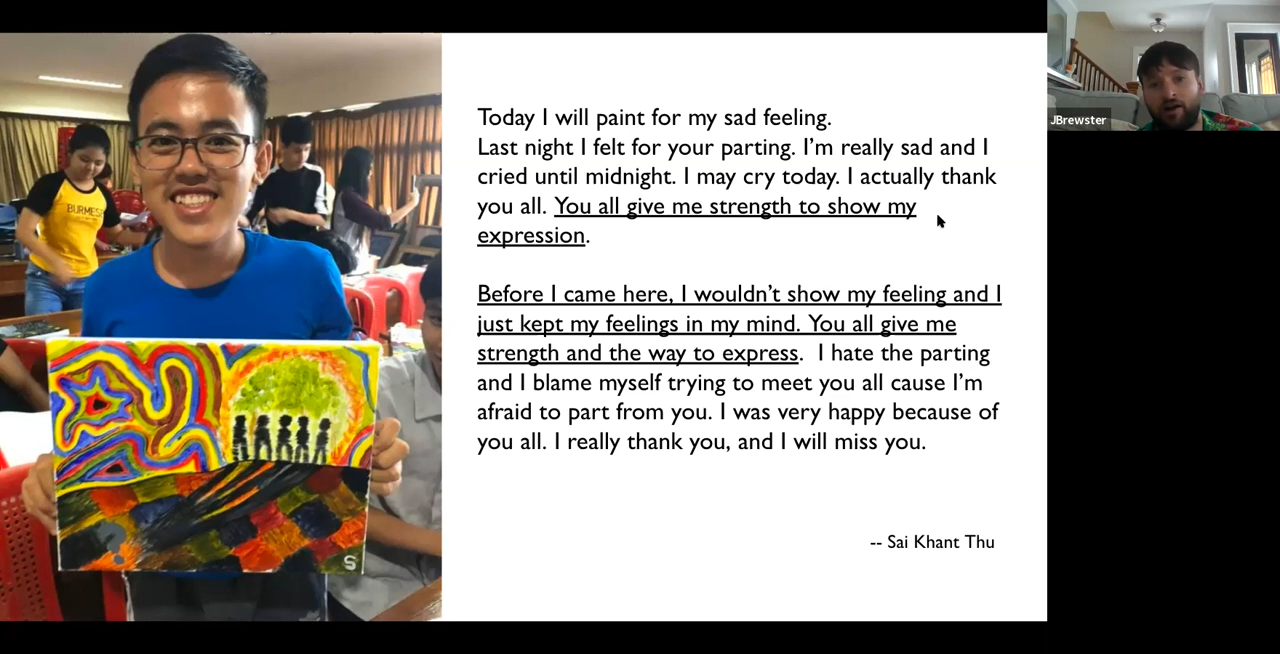 Today I will paint for my sad feeling.
Last night I felt for your parting. I'm really sad and I
cried until midnight. I may cry today. I actually thank
you all. You all give me strength to show my
expression.
Before I came here, I wouldn't show my feeling and I
just kept my feelings in my mind. You all give me
strength and the way to express. I hate the parting
and I blame myself trying to meet you all cause I'm
afraid to part from you. I was very happy because of
you all. I really thank you, and I will miss you.
-- Sai Khant Thu
JBrewster
BURMES
S